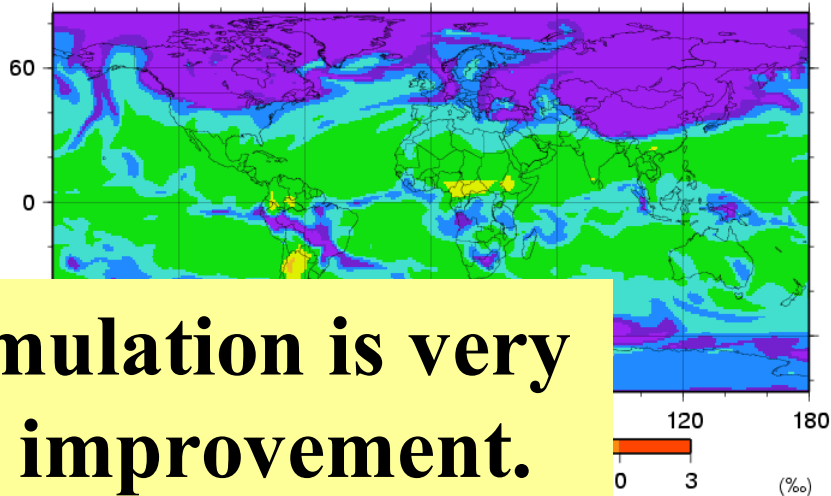 60
0
mulation is very
improvement.
120 180
0 3 (‰)